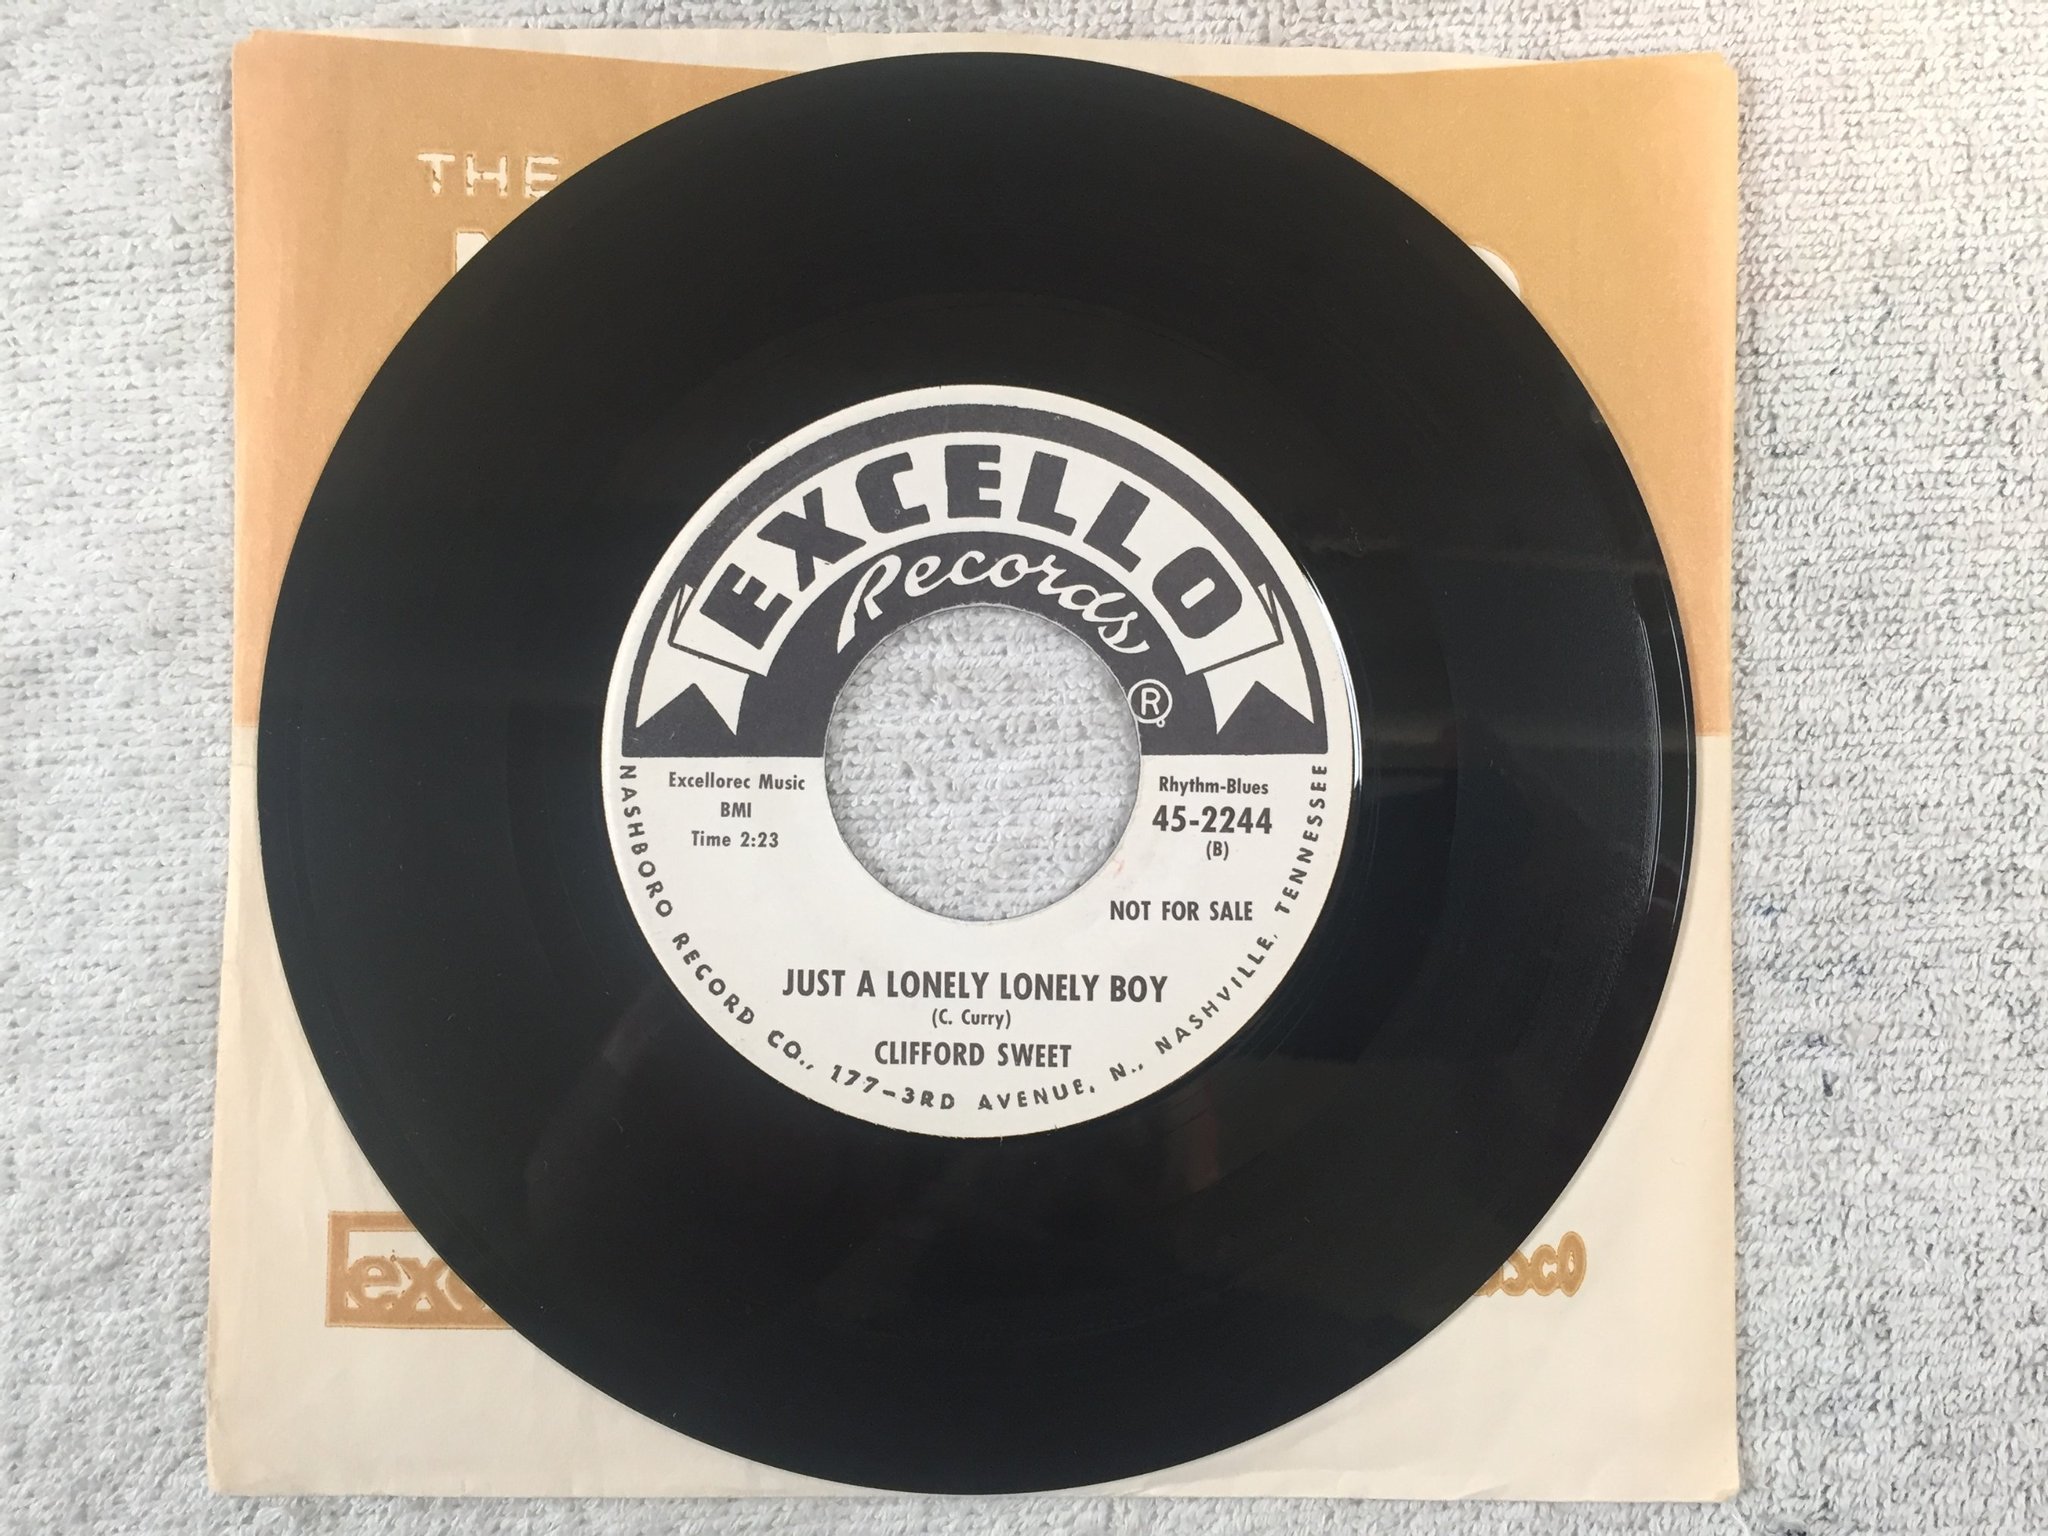 THE
EXCELLO
Records
®
Excellorec Music
BMI
Time 2:23
Rhythm-Blues
45-2244
(B)
NOT FOR SALE
JUST A LONELY LONELY BOY
(C. Curry)
CLIFFORD SWEET
NASHBORO RECORD CO., 177-3RD AVENUE, N., NASHVILLE, TENNESSEE